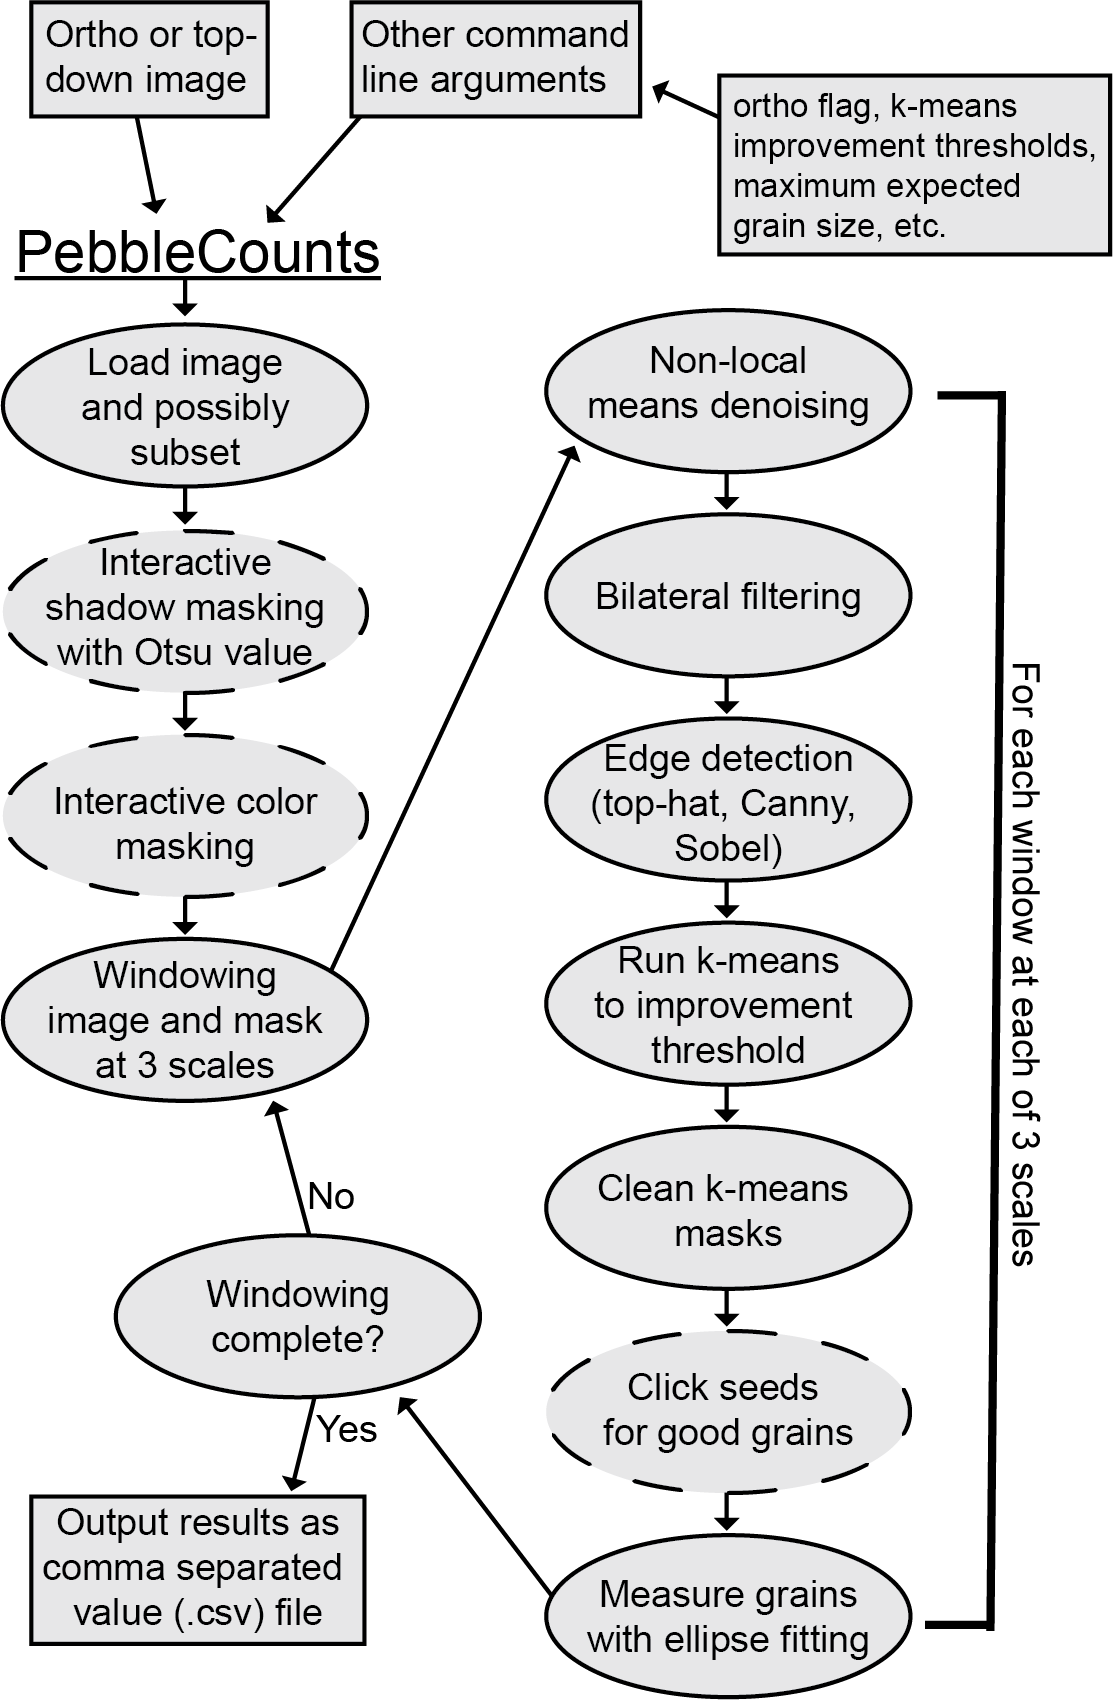 Ortho or top-
down image
Other command
line arguments
ortho flag, k-means
improvement thresholds,
maximum expected
grain size, etc.
PebbleCounts
Load image
and possibly
subset
Interactive
shadow masking
with Otsu value
Interactive color
masking
Windowing
image and mask
at 3 scales
Non-local
means denoising
Bilateral filtering
Edge detection
(top-hat, Canny,
Sobel)
Run k-means
to improvement
threshold
Clean k-means
masks
Click seeds
for good grains
Measure grains
with ellipse fitting
For each window at each of 3 scales
Windowing
complete?
No
Yes
Output results as
comma separated
value (.csv) file